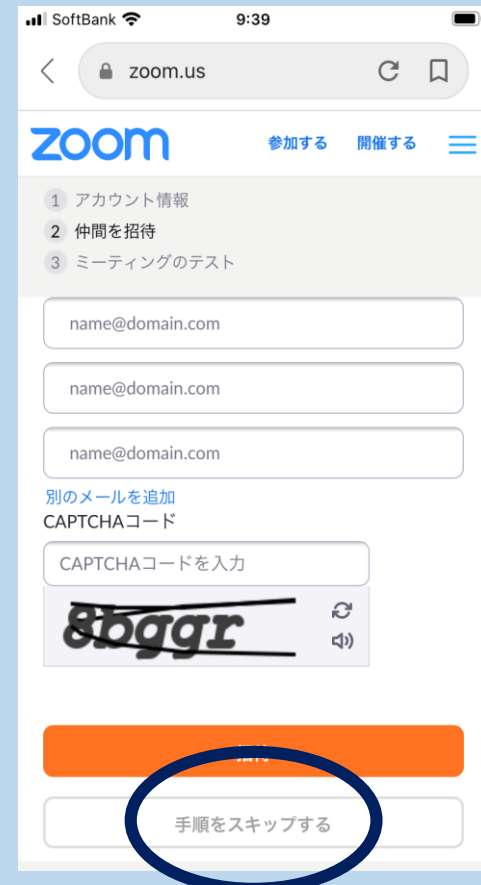 SoftBank 9:39
zoom.us
zoom 参加する 開催する
1 アカウント情報
2 仲間を招待
3 ミーティングのテスト
name@domain.com
name@domain.com
name@domain.com
別のメールを追加
CAPTCHAコード
CAPTCHAコードを入力
8bggr
招待
手順をスキップする